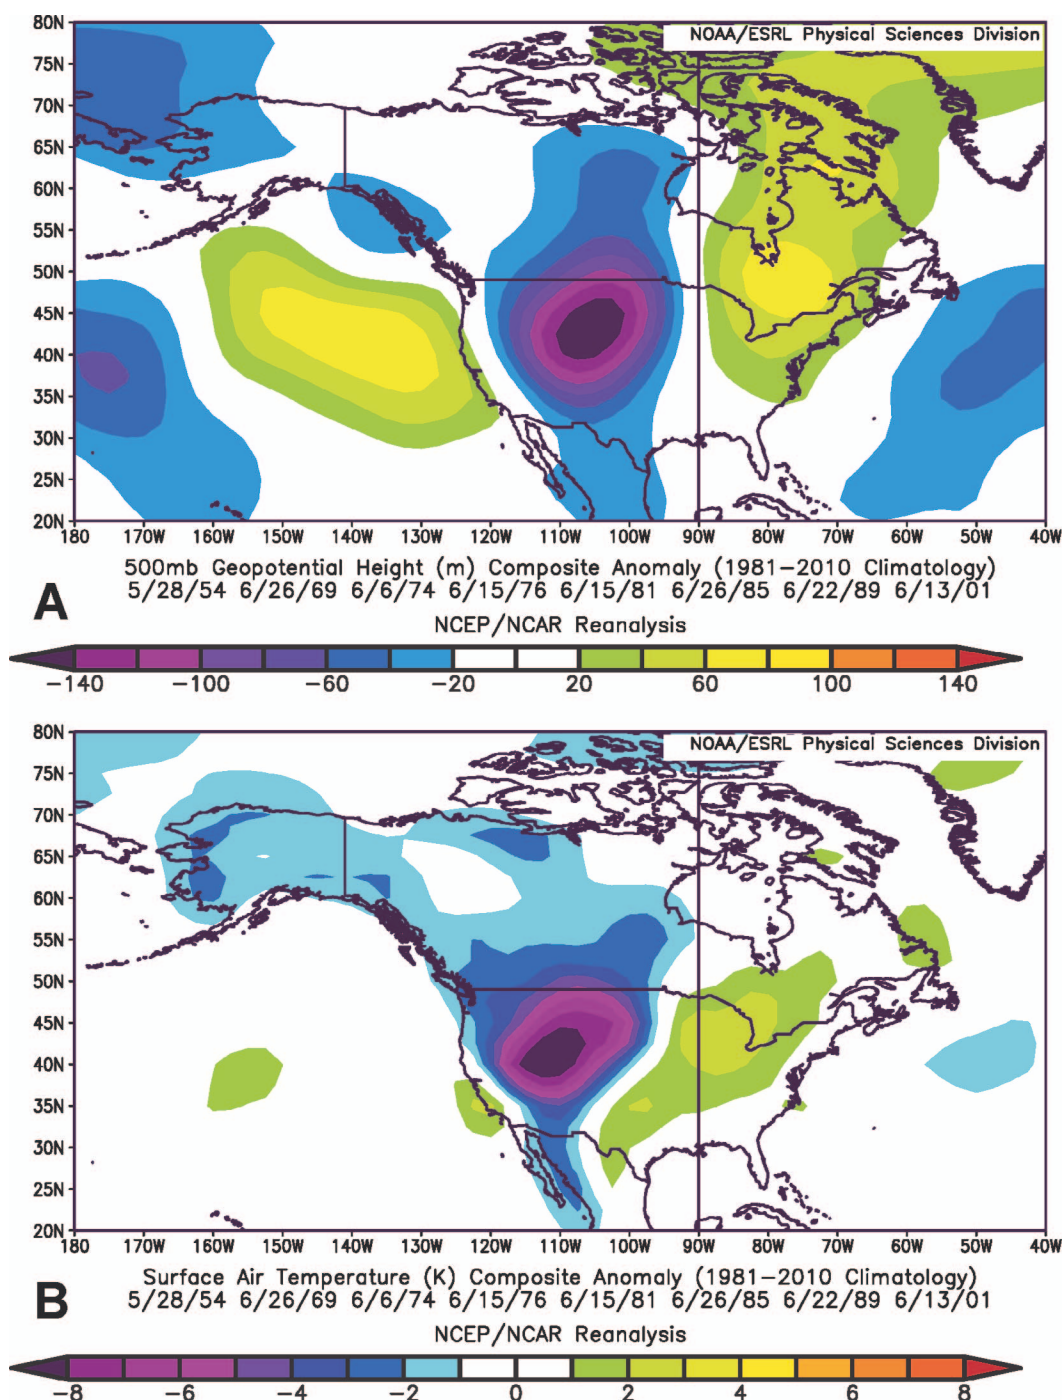 80N
NOAA/ESRL Physical Sciences Division
75N
70N
65N
60N
55N
50N
45N
40N
35N
30N
25N
20N
180 170W 160W 150W 140W 130W 120W 110W 100W 90W 80W 70W 60W 50W 40W
500mb Geopotential Height (m) Composite Anomaly (1981-2010 Climatology)
A 5/28/54 6/26/69 6/6/74 6/15/76 6/15/81 6/26/85 6/22/89 6/13/01
NCEP/NCAR Reanalysis
-140 -100 -60 -20 20 60 100 140
80N
NOAA/ESRL Physical Sciences Division
75N
70N
65N
60N
55N
50N
45N
40N
35N
30N
25N
20N
180 170W 160W 150W 140W 130W 120W 110W 100W 90W 80W 70W 60W 50W 40W
Surface Air Temperature (K) Composite Anomaly (1981-2010 Climatology)
B 5/28/54 6/26/69 6/6/74 6/15/76 6/15/81 6/26/85 6/22/89 6/13/01
NCEP/NCAR Reanalysis
-8 -6 -4 -2 0 2 4 6 8